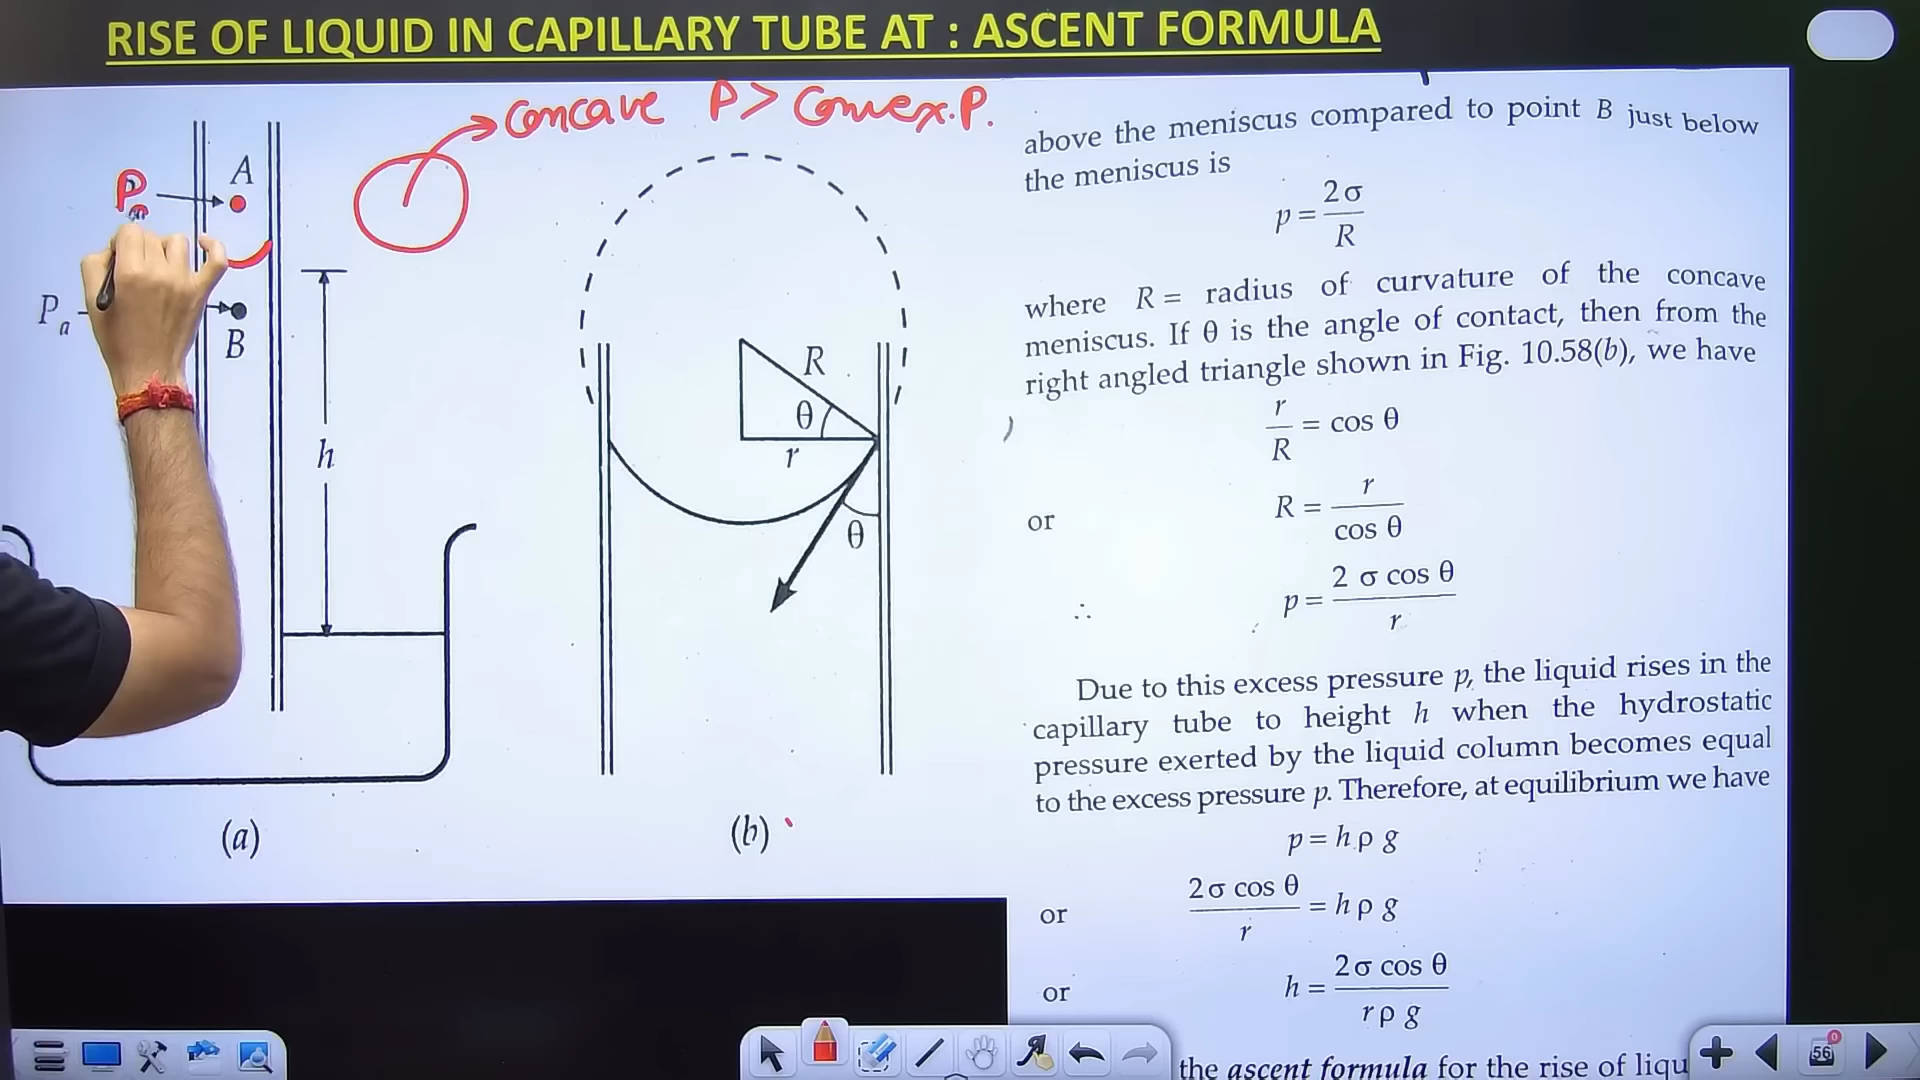 RISE OF LIQUID IN CAPILLARY TUBE AT : ASCENT FORMULA
Concave P > Convex. P.
P
A
P_a
B
h
(a)
R
θ
r
θ
(b)
above the meniscus compared to point B just below
the meniscus is
p = 2σ / R
where R = radius of curvature of the concave
meniscus. If θ is the angle of contact, then from the
right angled triangle shown in Fig. 10.58(b), we have
r / R = cos θ
or R = r / cos θ
∴ p = 2 σ cos θ / r
Due to this excess pressure p, the liquid rises in the
capillary tube to height h when the hydrostatic
pressure exerted by the liquid column becomes equal
to the excess pressure p. Therefore, at equilibrium we have
p = h ρ g
or 2σ cos θ / r = h ρ g
or h = 2σ cos θ / r ρ g
the ascent formula for the rise of liqu
56
0